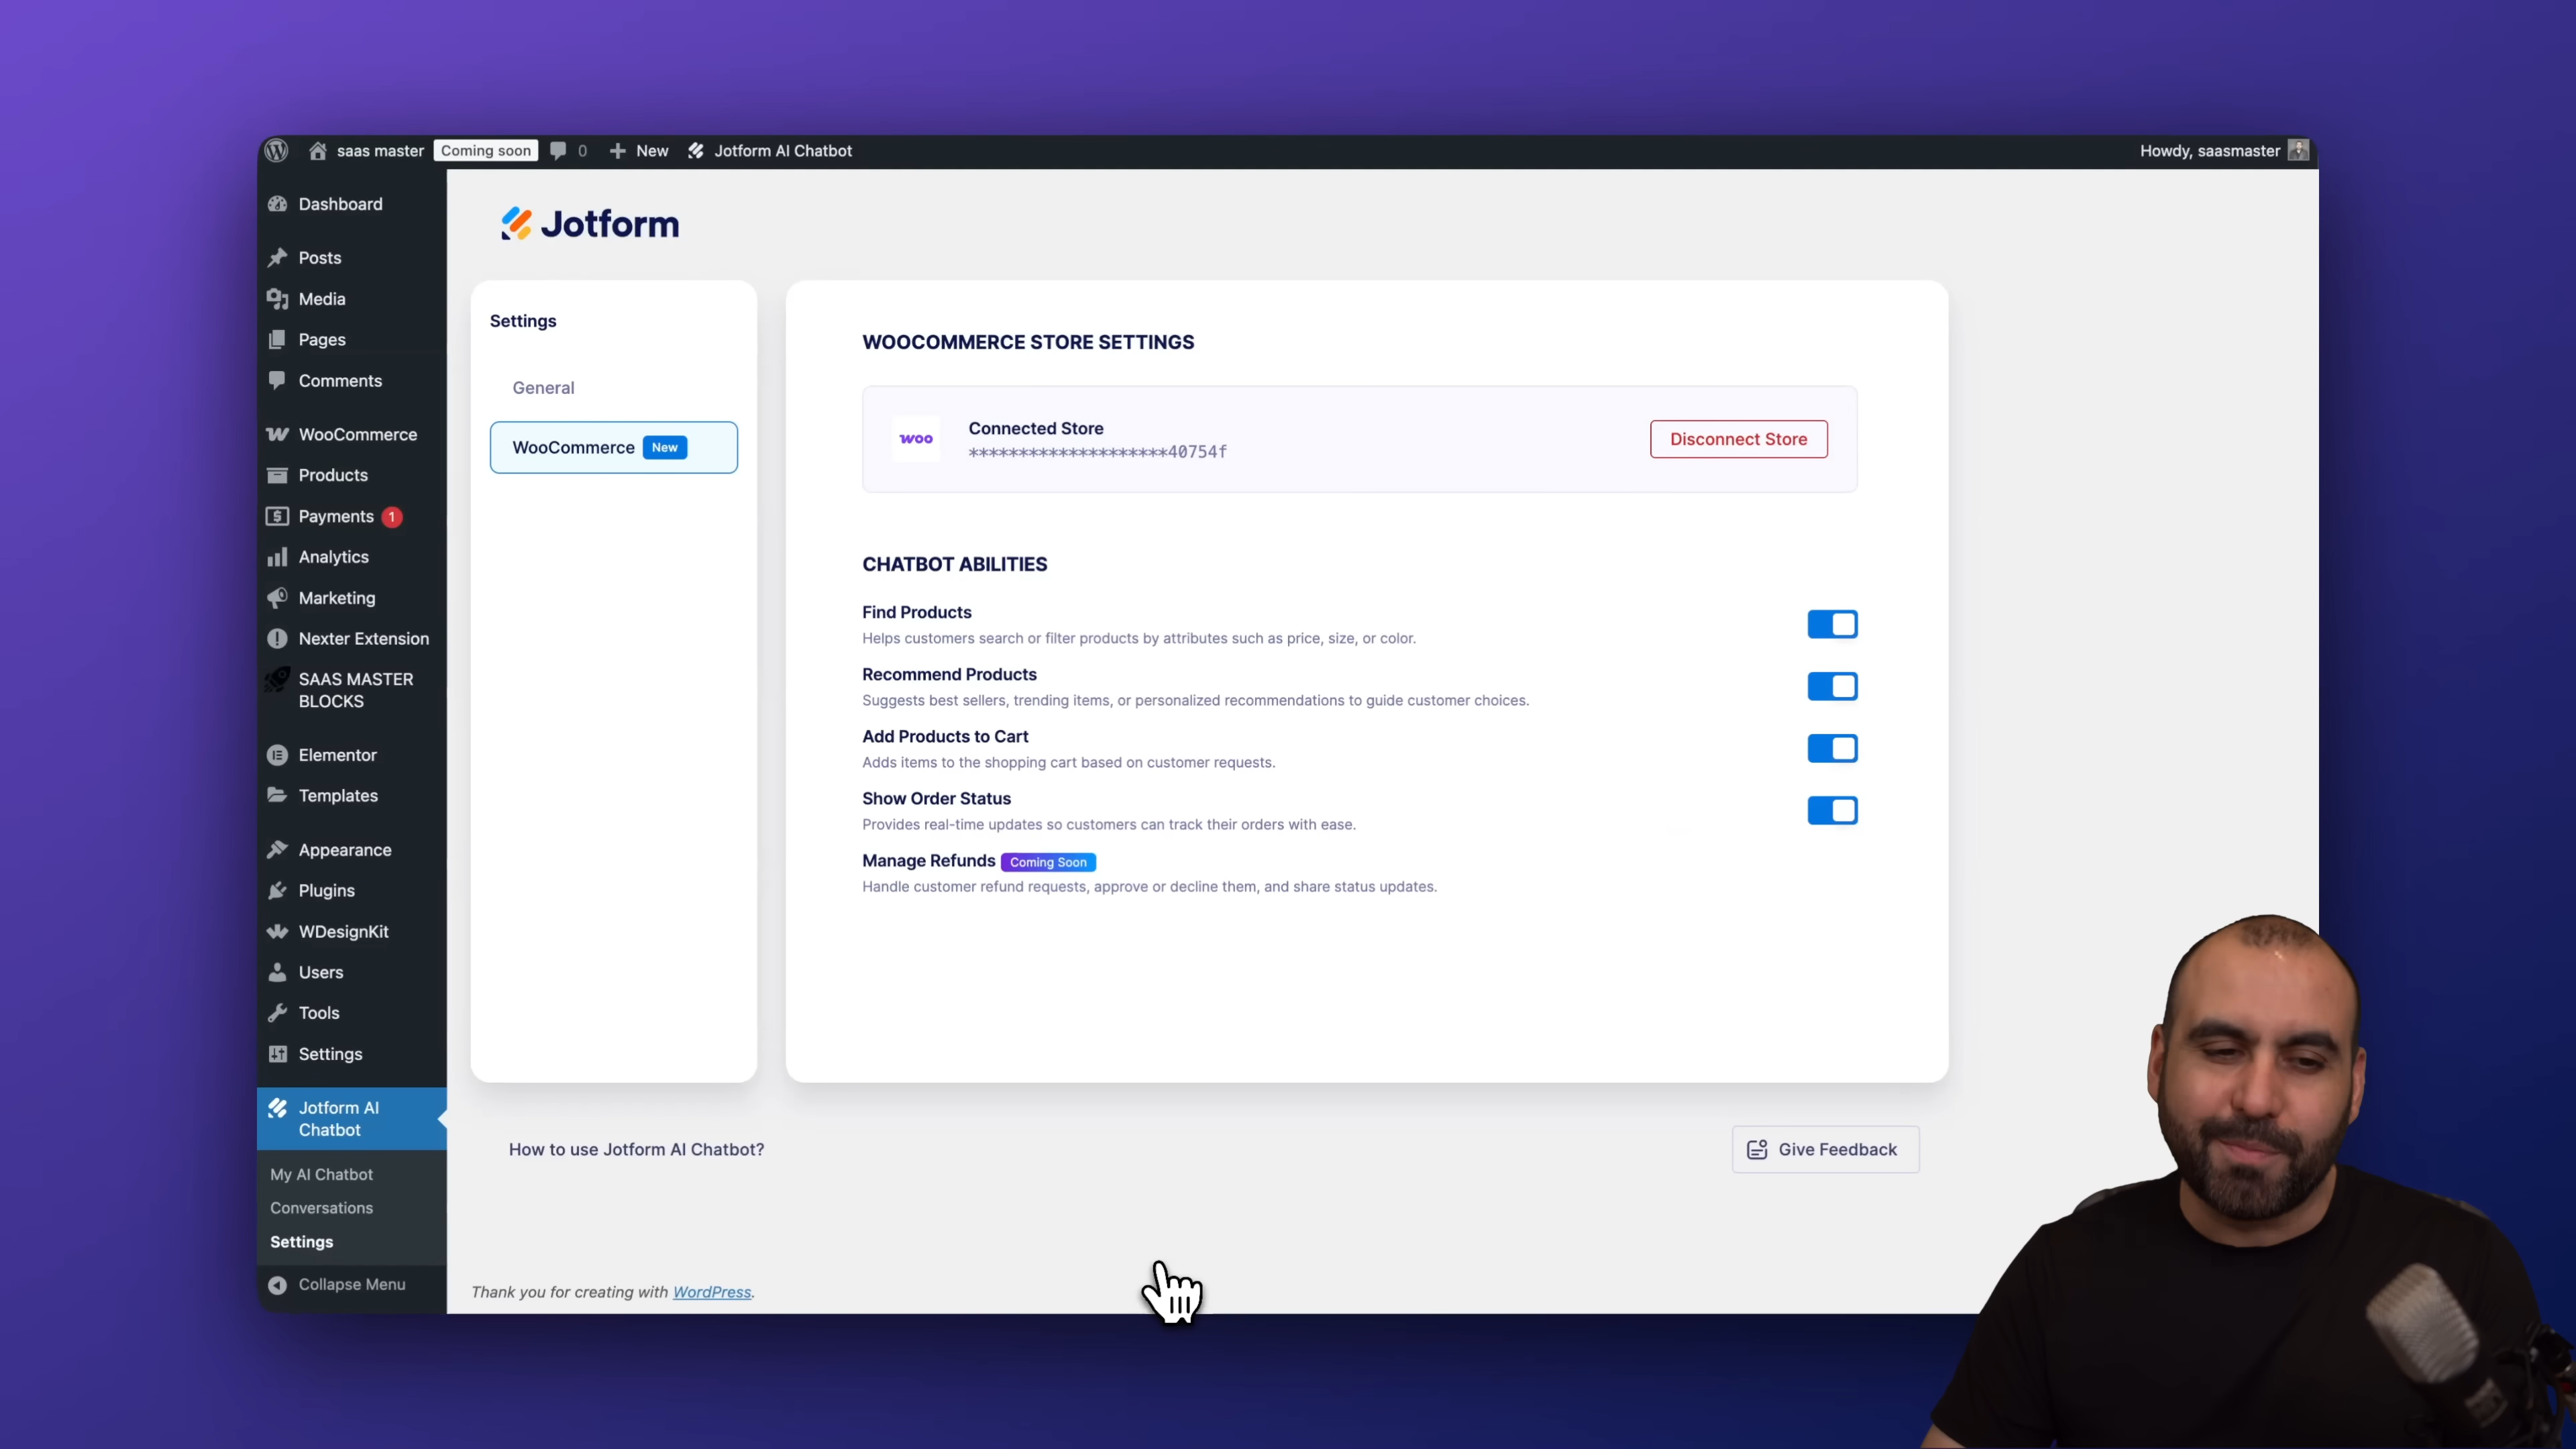 saas master
Coming soon
0
New
Jotform AI Chatbot
Howdy, saasmaster
Dashboard
Posts
Media
Pages
Comments
WooCommerce
Products
Payments 1
Analytics
Marketing
Nexter Extension
SAAS MASTER
BLOCKS
Elementor
Templates
Appearance
Plugins
WDesignKit
Users
Tools
Settings
Jotform AI
Chatbot
My AI Chatbot
Conversations
Settings
Collapse Menu
Jotform
Settings
General
WooCommerce New
WOOCOMMERCE STORE SETTINGS
woo
Connected Store
********************40754f
Disconnect Store
CHATBOT ABILITIES
Find Products
Helps customers search or filter products by attributes such as price, size, or color.
Recommend Products
Suggests best sellers, trending items, or personalized recommendations to guide customer choices.
Add Products to Cart
Adds items to the shopping cart based on customer requests.
Show Order Status
Provides real-time updates so customers can track their orders with ease.
Manage Refunds Coming Soon
Handle customer refund requests, approve or decline them, and share status updates.
How to use Jotform AI Chatbot?
Give Feedback
Thank you for creating with WordPress.